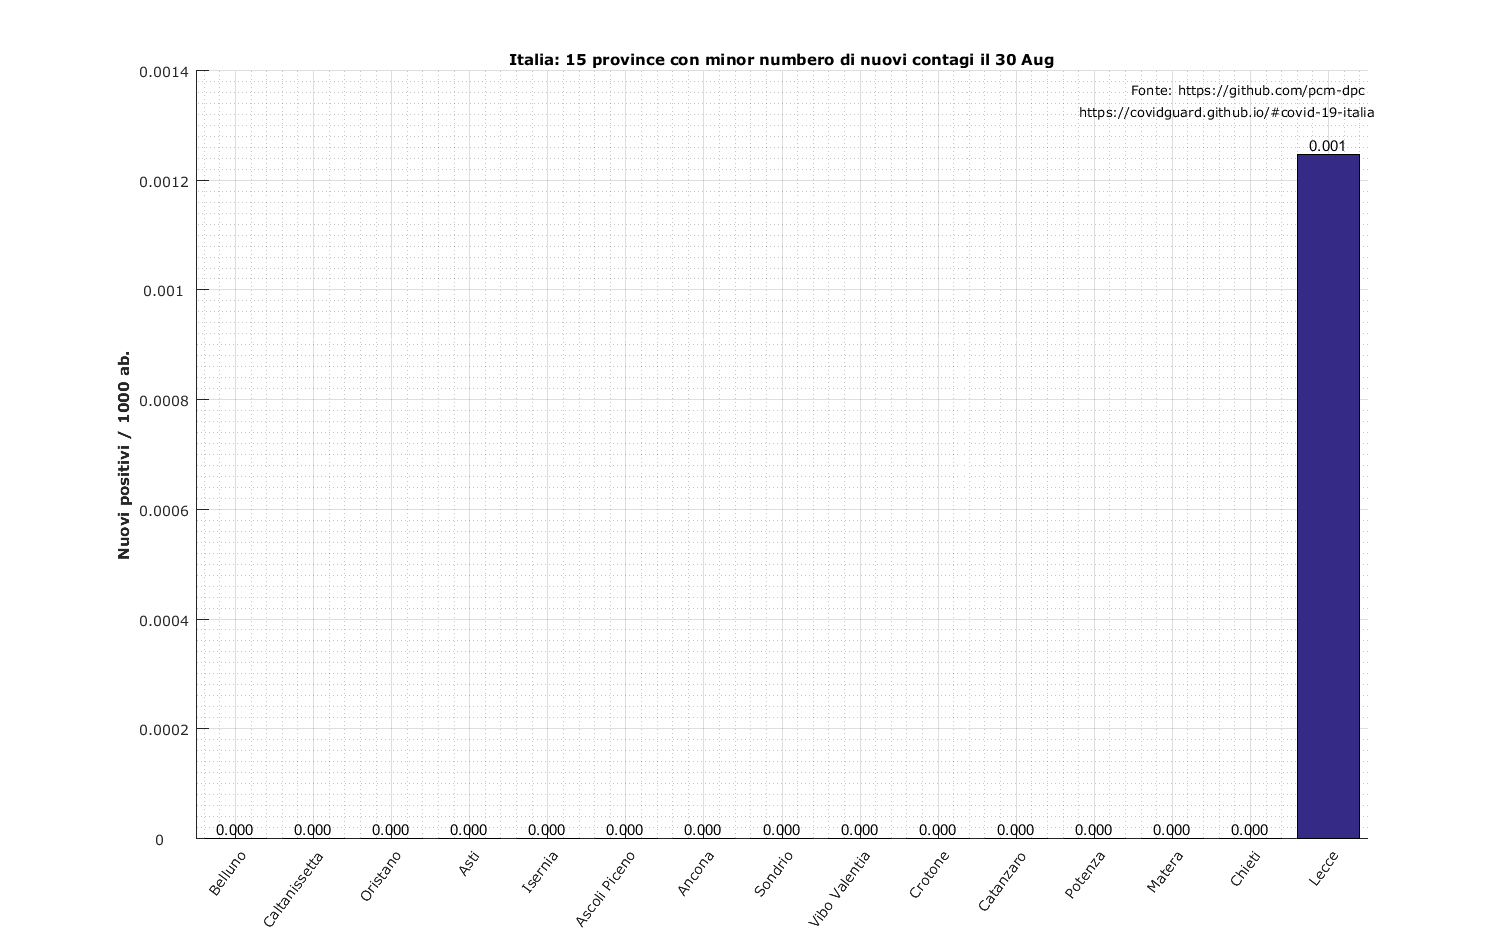 Italia: 15 province con minor numbero di nuovi contagi il 30 Aug
Fonte: https://github.com/pcm-dpc
https://covidguard.github.io/#covid-19-italia
Nuovi positivi / 1000 ab.
0.0014
0.0012
0.001
0.0008
0.0006
0.0004
0.0002
0
0.000 0.000 0.000 0.000 0.000 0.000 0.000 0.000 0.000 0.000 0.000 0.000 0.000 0.000 0.001
Belluno
Caltanissetta
Oristano
Asti
Isernia
Ascoli Piceno
Ancona
Sondrio
Vibo Valentia
Crotone
Catanzaro
Potenza
Matera
Chieti
Lecce